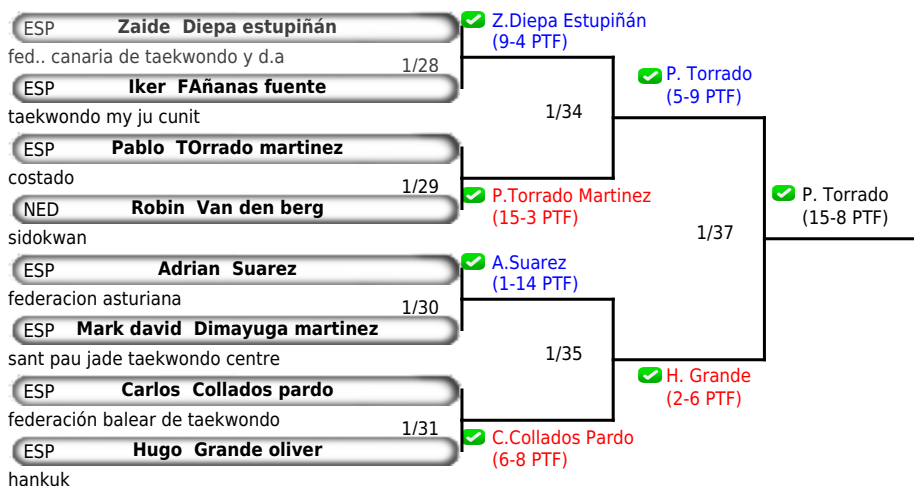 ESP Zaide Diepa estupiñán
fed.. canaria de taekwondo y d.a
1/28
ESP Iker FAñanas fuente
taekwondo my ju cunit
ESP Pablo TOrrado martinez
costado
1/29
NED Robin Van den berg
sidokwan
ESP Adrian Suarez
federacion asturiana
1/30
ESP Mark david Dimayuga martinez
sant pau jade taekwondo centre
ESP Carlos Collados pardo
federación balear de taekwondo
1/31
ESP Hugo Grande oliver
hankuk
Z.Diepa Estupiñán
(9-4 PTF)
1/34
P.Torrado Martinez
(15-3 PTF)
A.Suarez
(1-14 PTF)
1/35
C.Collados Pardo
(6-8 PTF)
P. Torrado
(5-9 PTF)
1/37
H. Grande
(2-6 PTF)
P. Torrado
(15-8 PTF)